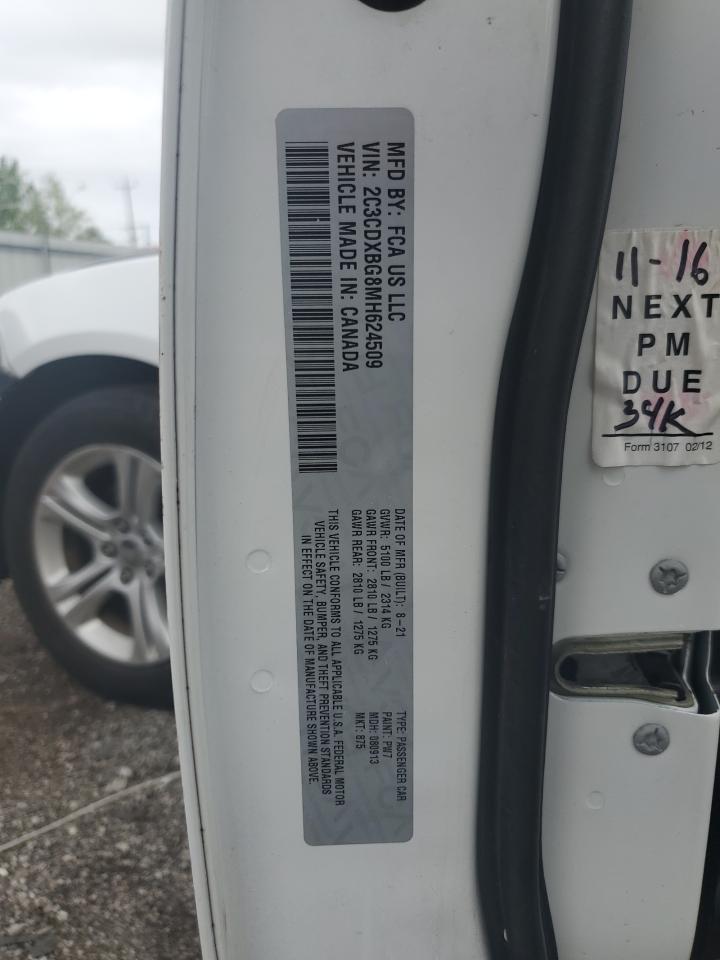 MFD BY: FCA US LLC
VIN: 2C3CDXBG8MH624509
VEHICLE MADE IN: CANADA
DATE OF MFR (BUILT): 8-21
GVWR: 5100 LB / 2314 KG
GAWR FRONT: 2810 LB / 1275 KG
GAWR REAR: 2810 LB / 1275 KG
THIS VEHICLE CONFORMS TO ALL APPLICABLE U.S.A. FEDERAL MOTOR
VEHICLE SAFETY, BUMPER, AND THEFT PREVENTION STANDARDS
IN EFFECT ON THE DATE OF MANUFACTURE SHOWN ABOVE.
TYPE: PASSENGER CAR
PAINT: PW7
MDH: 080913
MKT: 875
11-16
NEXT
PM
DUE
34K
Form 3107 02/12